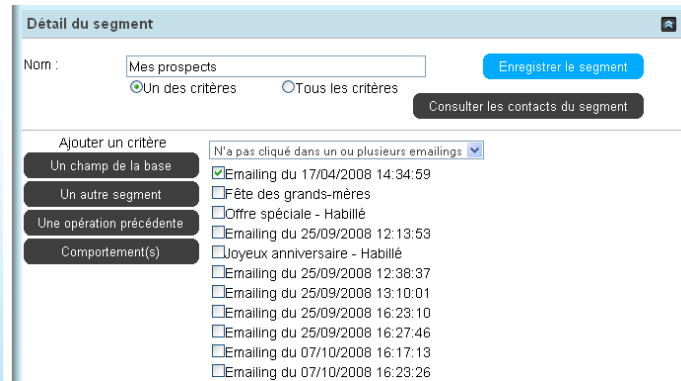 Détail du segment
Nom :
Mes prospects
Enregistrer le segment
Un des critères
Tous les critères
Consulter les contacts du segment
Ajouter un critère
N'a pas cliqué dans un ou plusieurs emailings
Un champ de la base
Un autre segment
Une opération précédente
Comportement(s)
Emailing du 17/04/2008 14:34:59
Fête des grands-mères
Offre spéciale - Habillé
Emailing du 25/09/2008 12:13:53
Joyeux anniversaire - Habillé
Emailing du 25/09/2008 12:38:37
Emailing du 25/09/2008 13:10:01
Emailing du 25/09/2008 16:23:10
Emailing du 25/09/2008 16:27:46
Emailing du 07/10/2008 16:17:13
Emailing du 07/10/2008 16:23:26